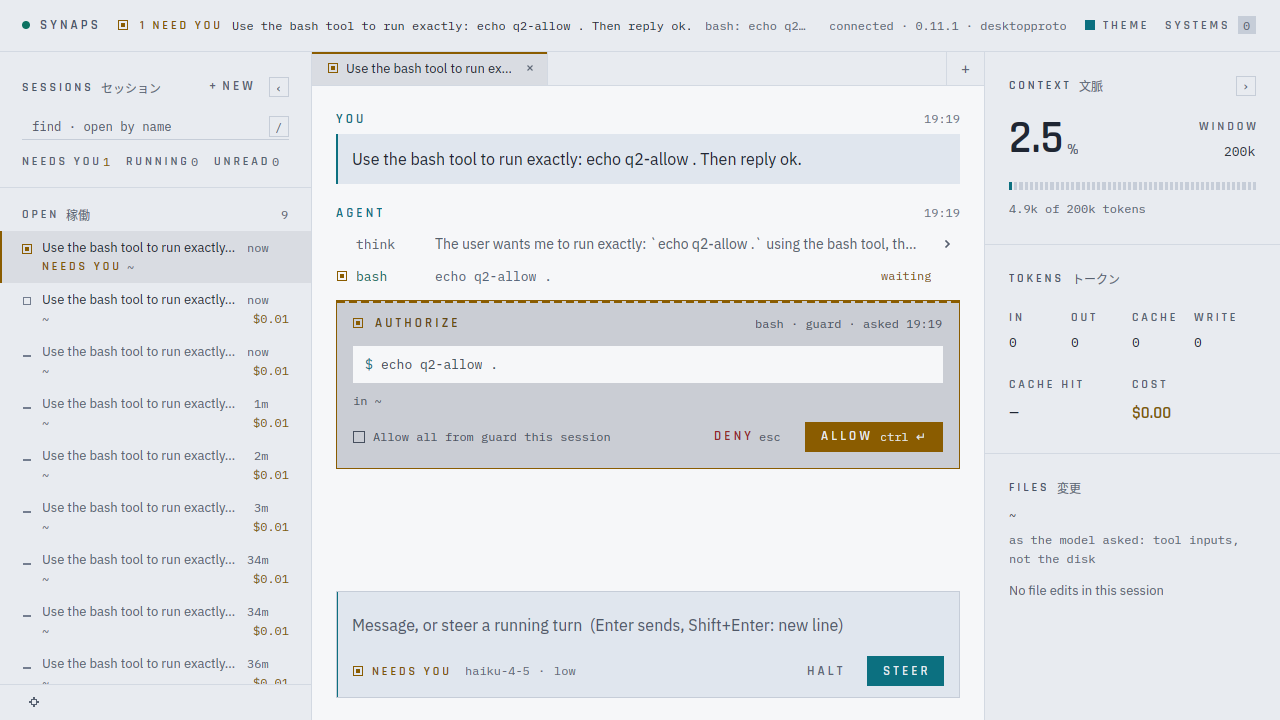 SYNAPS 1 NEED YOU Use the bash tool to run exactly: echo q2-allow . Then reply ok. bash: echo q2… connected · 0.11.1 · desktopproto THEME SYSTEMS 0
SESSIONS セッション + NEW ‹
find · open by name /
NEEDS YOU 1 RUNNING 0 UNREAD 0
OPEN 稼働 9
Use the bash tool to run exactly… now
NEEDS YOU ~
Use the bash tool to run exactly… now
~ $0.01
Use the bash tool to run exactly… now
~ $0.01
Use the bash tool to run exactly… 1m
~ $0.01
Use the bash tool to run exactly… 2m
~ $0.01
Use the bash tool to run exactly… 3m
~ $0.01
Use the bash tool to run exactly… 34m
~ $0.01
Use the bash tool to run exactly… 34m
~ $0.01
Use the bash tool to run exactly… 36m
~ $0.01
Use the bash tool to run ex… × +
YOU 19:19
Use the bash tool to run exactly: echo q2-allow . Then reply ok.
AGENT 19:19
think The user wants me to run exactly: `echo q2-allow .` using the bash tool, th… ›
bash echo q2-allow . waiting
AUTHORIZE bash · guard · asked 19:19
$ echo q2-allow .
in ~
Allow all from guard this session DENY esc ALLOW ctrl ↵
Message, or steer a running turn (Enter sends, Shift+Enter: new line)
NEEDS YOU haiku-4-5 · low HALT STEER
CONTEXT 文脈 ›
2.5 % WINDOW
200k
4.9k of 200k tokens
TOKENS トークン
IN OUT CACHE WRITE
0 0 0 0
CACHE HIT COST
— $0.00
FILES 変更
~
as the model asked: tool inputs,
not the disk
No file edits in this session